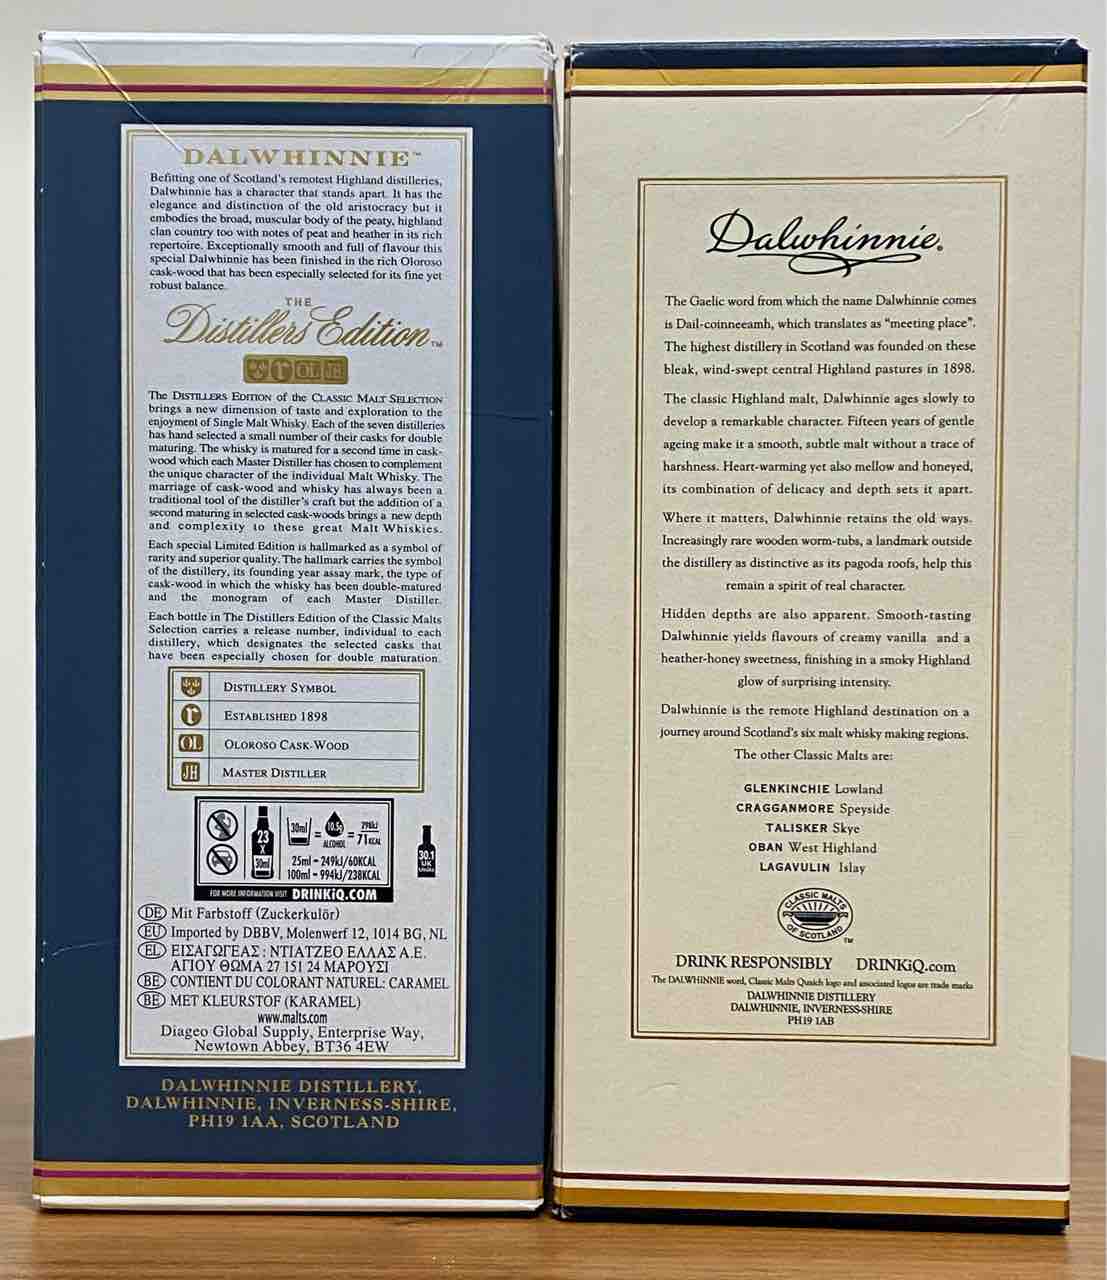 DALWHINNIE™
Befitting one of Scotland's remotest Highland distilleries,
Dalwhinnie has a character that stands apart. It has the
elegance and distinction of the old aristocracy but it
embodies the broad, muscular body of the peaty, highland
clan country too with notes of peat and heather in its rich
repertoire. Exceptionally smooth and full of flavour this
special Dalwhinnie has been finished in the rich Oloroso
cask-wood that has been especially selected for its fine yet
robust balance.
THE
Distillers Edition™
r OL JH
The DISTILLERS EDITION of the CLASSIC MALT SELECTION
brings a new dimension of taste and exploration to the
enjoyment of Single Malt Whisky. Each of the seven distilleries
has hand selected a small number of their casks for double
maturing. The whisky is matured for a second time in cask-
wood which each Master Distiller has chosen to complement
the unique character of the individual Malt Whisky. The
marriage of cask-wood and whisky has always been a
traditional tool of the distiller's craft but the addition of a
second maturing in selected cask-woods brings a new depth
and complexity to these great Malt Whiskies.
Each special Limited Edition is hallmarked as a symbol of
rarity and superior quality. The hallmark carries the symbol
of the distillery, its founding year assay mark, the type of
cask-wood in which the whisky has been double-matured
and the monogram of each Master Distiller.
Each bottle in The Distillers Edition of the Classic Malts
Selection carries a release number, individual to each
distillery, which designates the selected casks that
have been especially chosen for double maturation.
DISTILLERY SYMBOL
r ESTABLISHED 1898
OL OLOROSO CASK-WOOD
JH MASTER DISTILLER
23 x 30ml
30ml = 10.5g ALCOHOL = 298kJ/71KCAL
25ml - 249kJ/60KCAL
100ml - 994kJ/238KCAL
FOR MORE INFORMATION VISIT DRINKiQ.COM
30.1 UK Units
DE Mit Farbstoff (Zuckerkulör)
EU Imported by DBBV, Molenwerf 12, 1014 BG, NL
EL ΕΙΣΑΓΩΓΕΑΣ : ΝΤΙΑΤΖΕΟ ΕΛΛΑΣ Α.Ε.
ΑΓΙΟΥ ΘΩΜΑ 27 151 24 ΜΑΡΟΥΣΙ
BE CONTIENT DU COLORANT NATUREL: CARAMEL
BE MET KLEURSTOF (KARAMEL)
www.malts.com
Diageo Global Supply, Enterprise Way,
Newtown Abbey, BT36 4EW
DALWHINNIE DISTILLERY,
DALWHINNIE, INVERNESS-SHIRE,
PH19 1AA, SCOTLAND
Dalwhinnie®
The Gaelic word from which the name Dalwhinnie comes
is Dail-coinneeamh, which translates as “meeting place”.
The highest distillery in Scotland was founded on these
bleak, wind-swept central Highland pastures in 1898.
The classic Highland malt, Dalwhinnie ages slowly to
develop a remarkable character. Fifteen years of gentle
ageing make it a smooth, subtle malt without a trace of
harshness. Heart-warming yet also mellow and honeyed,
its combination of delicacy and depth sets it apart.
Where it matters, Dalwhinnie retains the old ways.
Increasingly rare wooden worm-tubs, a landmark outside
the distillery as distinctive as its pagoda roofs, help this
remain a spirit of real character.
Hidden depths are also apparent. Smooth-tasting
Dalwhinnie yields flavours of creamy vanilla and a
heather-honey sweetness, finishing in a smoky Highland
glow of surprising intensity.
Dalwhinnie is the remote Highland destination on a
journey around Scotland's six malt whisky making regions.
The other Classic Malts are:
GLENKINCHIE Lowland
CRAGGANMORE Speyside
TALISKER Skye
OBAN West Highland
LAGAVULIN Islay
CLASSIC MALTS
OF SCOTLAND
™
DRINK RESPONSIBLY DRINKiQ.com
The DALWHINNIE word, Classic Malts Quaich logo and associated logos are trade marks
DALWHINNIE DISTILLERY
DALWHINNIE, INVERNESS-SHIRE
PH19 1AB